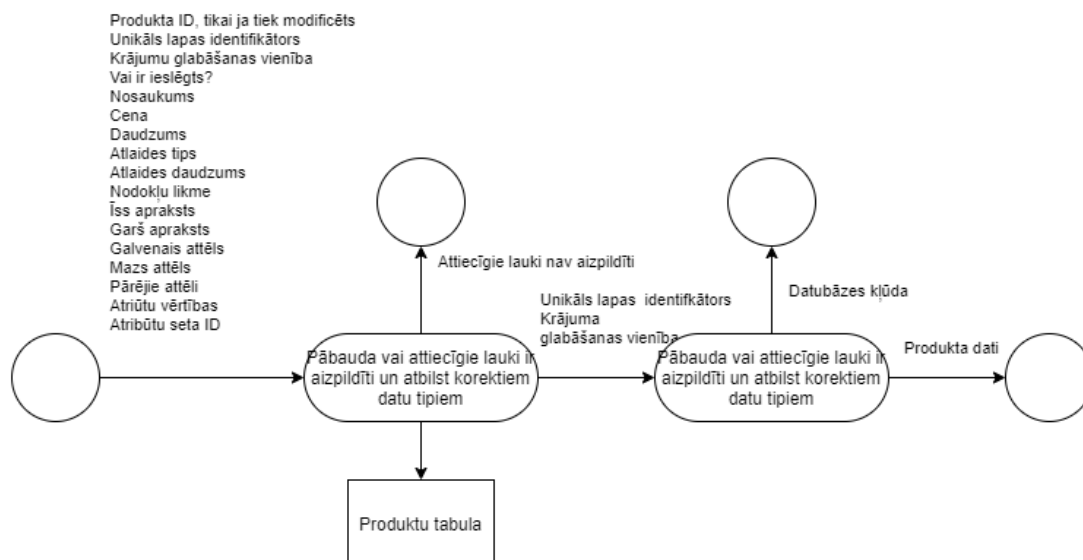 Produkta ID, tikai ja tiek modificēts
Unikāls lapas identifikātors
Krājumu glabāšanas vienība
Vai ir ieslēgts?
Nosaukums
Cena
Daudzums
Atlaides tips
Atlaides daudzums
Nodokļu likme
Īss apraksts
Garš apraksts
Galvenais attēls
Mazs attēls
Pārējie attēli
Atriūtu vērtības
Atribūtu seta ID
Attiecīgie lauki nav aizpildīti
Unikāls lapas identifkātors
Krājuma
glabāšanas vienība
Datubāzes kļūda
Produkta dati
Pābauda vai attiecīgie lauki ir
aizpildīti un atbilst korektiem
datu tipiem
Pābauda vai attiecīgie lauki ir
aizpildīti un atbilst korektiem
datu tipiem
Produktu tabula